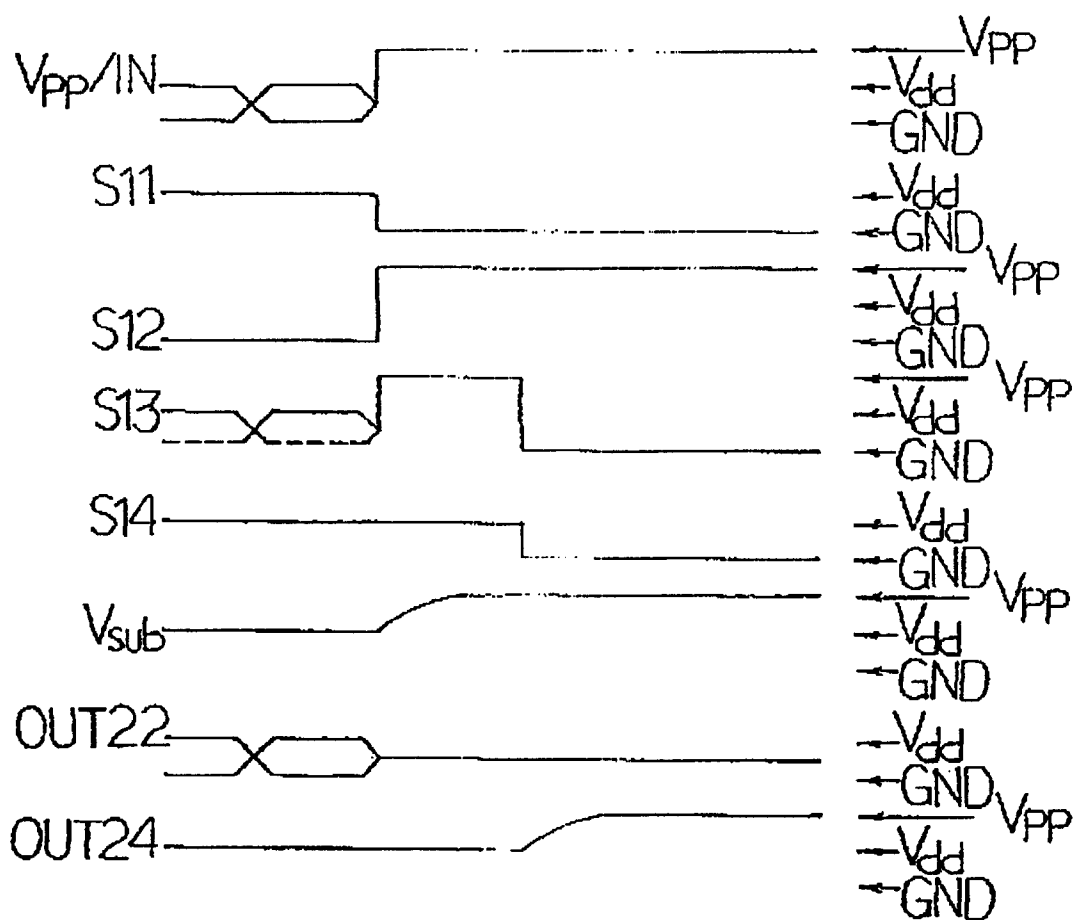 VPP/IN
VPP
Vdd
GND
S11
Vdd
GND
S12
VPP
Vdd
GND
S13
VPP
Vdd
GND
S14
Vdd
GND
Vsub
VPP
Vdd
GND
OUT22
Vdd
GND
OUT24
VPP
Vdd
GND